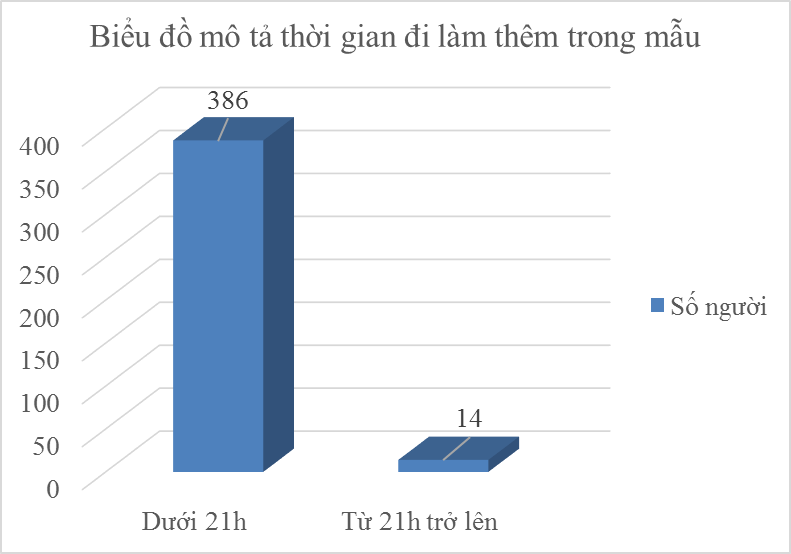 Biểu đồ mô tả thời gian đi làm thêm trong mẫu
386
400
350
300
250
200
150
100
50
0
14
Số người
Dưới 21h
Từ 21h trở lên